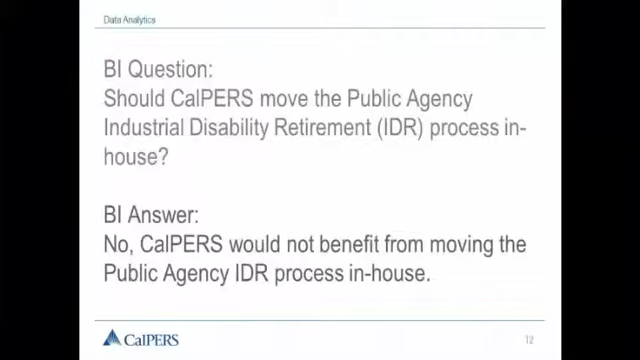 Data Analytics
BI Question:
Should CalPERS move the Public Agency
Industrial Disability Retirement (IDR) process in-
house?
BI Answer:
No, CalPERS would not benefit from moving the
Public Agency IDR process in-house.
CalPERS
12